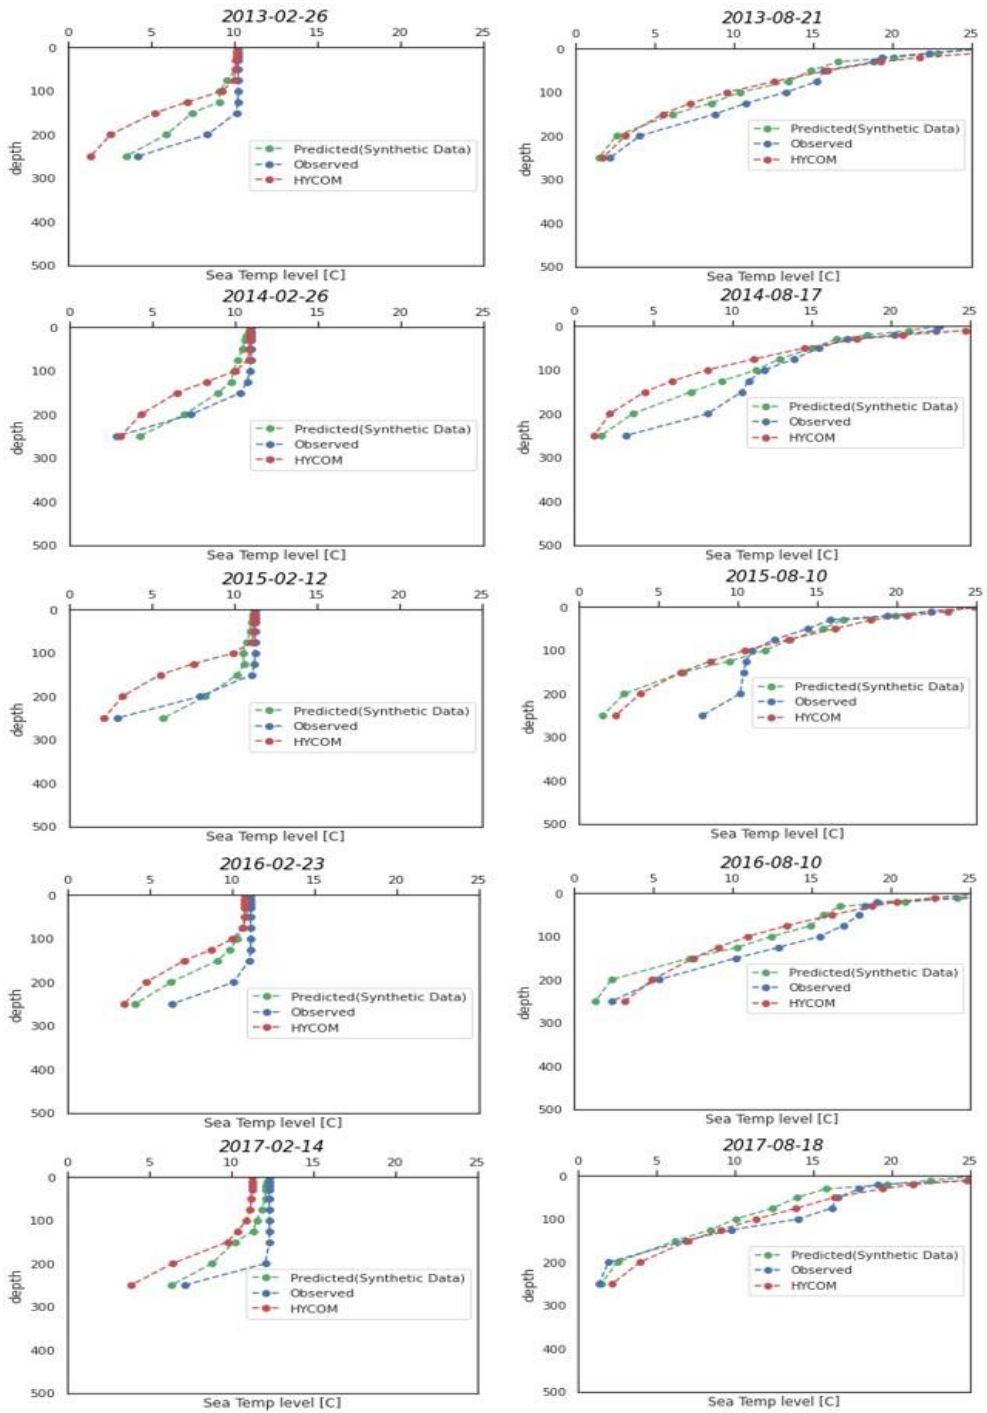 2013-02-26
0 5 10 15 20 25
0
100
200
300
400
500
depth
Predicted(Synthetic Data)
Observed
HYCOM
Sea Temp level [C]
2013-08-21
0 5 10 15 20 25
0
100
200
300
400
500
depth
Predicted(Synthetic Data)
Observed
HYCOM
Sea Temp level [C]
2014-02-26
0 5 10 15 20 25
0
100
200
300
400
500
depth
Predicted(Synthetic Data)
Observed
HYCOM
Sea Temp level [C]
2014-08-17
0 5 10 15 20 25
0
100
200
300
400
500
depth
Predicted(Synthetic Data)
Observed
HYCOM
Sea Temp level [C]
2015-02-12
0 5 10 15 20 25
0
100
200
300
400
500
depth
Predicted(Synthetic Data)
Observed
HYCOM
Sea Temp level [C]
2015-08-10
0 5 10 15 20 25
0
100
200
300
400
500
depth
Predicted(Synthetic Data)
Observed
HYCOM
Sea Temp level [C]
2016-02-23
0 5 10 15 20 25
0
100
200
300
400
500
depth
Predicted(Synthetic Data)
Observed
HYCOM
Sea Temp level [C]
2016-08-10
0 5 10 15 20 25
0
100
200
300
400
500
depth
Predicted(Synthetic Data)
Observed
HYCOM
Sea Temp level [C]
2017-02-14
0 5 10 15 20 25
0
100
200
300
400
500
depth
Predicted(Synthetic Data)
Observed
HYCOM
Sea Temp level [C]
2017-08-18
0 5 10 15 20 25
0
100
200
300
400
500
depth
Predicted(Synthetic Data)
Observed
HYCOM
Sea Temp level [C]